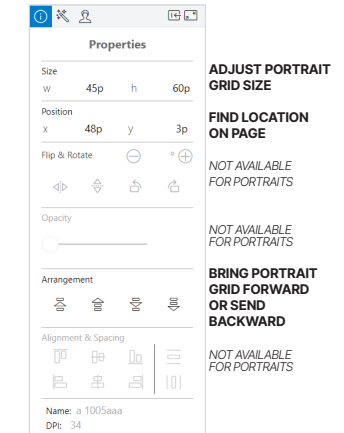 Properties
Size
w 45p h 60p
ADJUST PORTRAIT
GRID SIZE
Position
x 48p y 3p
FIND LOCATION
ON PAGE
Flip & Rotate °
NOT AVAILABLE
FOR PORTRAITS
Opacity
NOT AVAILABLE
FOR PORTRAITS
Arrangement
BRING PORTRAIT
GRID FORWARD
OR SEND
BACKWARD
Alignment & Spacing
NOT AVAILABLE
FOR PORTRAITS
Name: a 1005aaa
DPI: 34